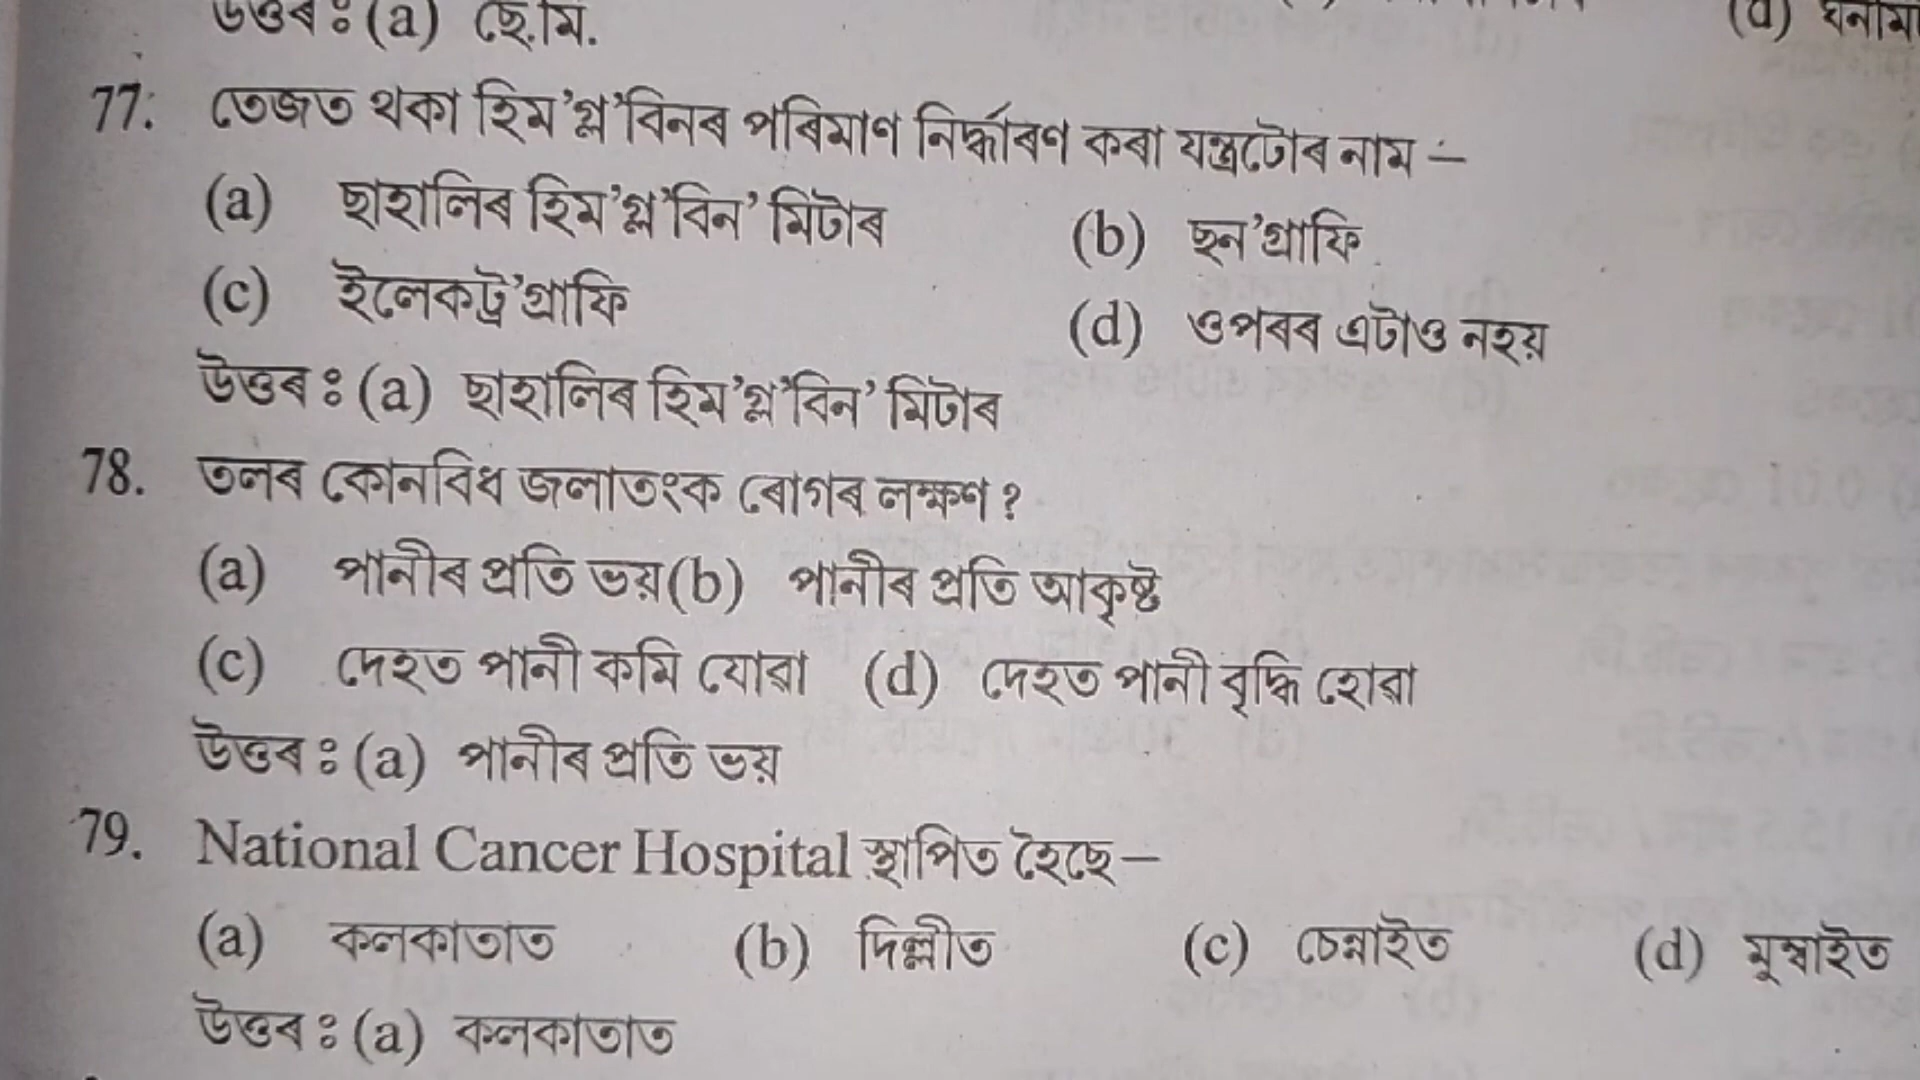 উত্তৰঃ (a) ছে.মি.
77. তেজত থকা হিম'গ্ল'বিনৰ পৰিমাণ নিৰ্দ্ধাৰণ কৰা যন্ত্ৰটোৰ নাম –
(a) ছাহালিৰ হিম'গ্ল'বিন' মিটাৰ (b) ছন'গ্ৰাফি
(c) ইলেকট্ৰ'গ্ৰাফি (d) ওপৰৰ এটাও নহয়
উত্তৰঃ (a) ছাহালিৰ হিম'গ্ল'বিন' মিটাৰ
78. তলৰ কোনবিধ জলাতংক ৰোগৰ লক্ষণ ?
(a) পানীৰ প্ৰতি ভয় (b) পানীৰ প্ৰতি আকৃষ্ট
(c) দেহত পানী কমি যোৱা (d) দেহত পানী বৃদ্ধি হোৱা
উত্তৰঃ (a) পানীৰ প্ৰতি ভয়
79. National Cancer Hospital স্থাপিত হৈছে –
(a) কলকাতাত (b) দিল্লীত (c) চেন্নাইত (d) মুম্বাইত
উত্তৰঃ (a) কলকাতাত